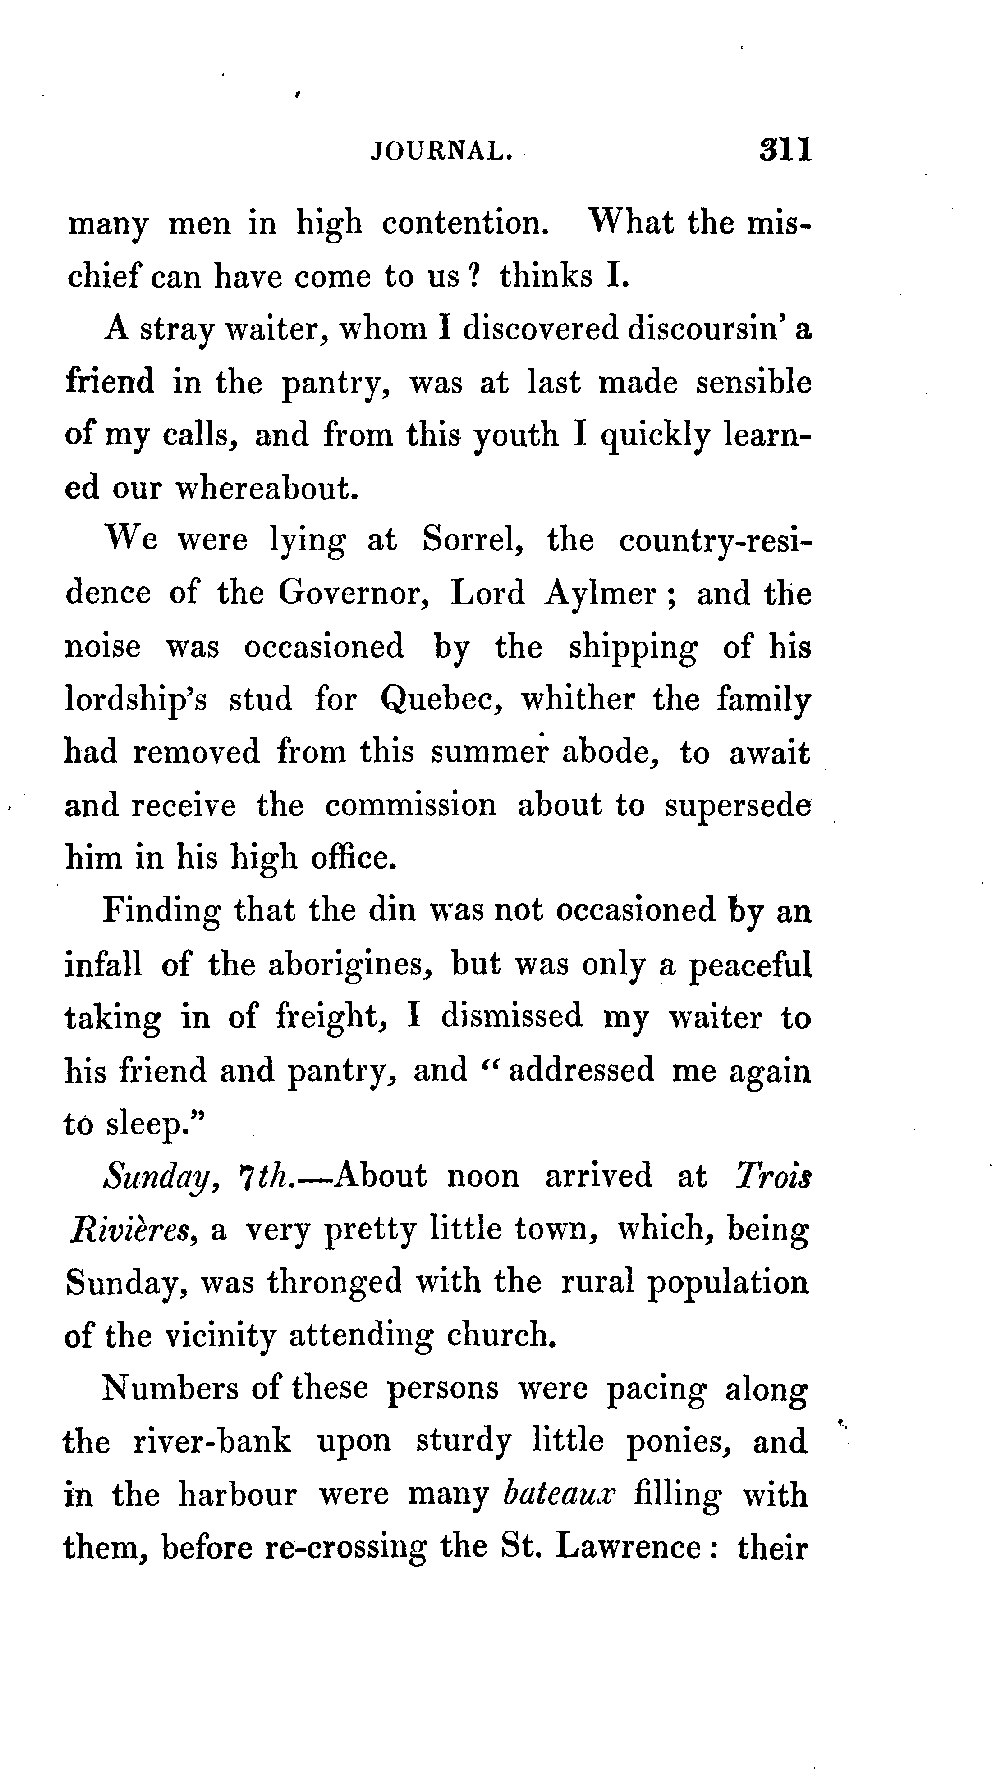 JOURNAL. 311
many men in high contention. What the mis-
chief can have come to us ? thinks I.
A stray waiter, whom I discovered discoursin’ a
friend in the pantry, was at last made sensible
of my calls, and from this youth I quickly learn-
ed our whereabout.
We were lying at Sorrel, the country-resi-
dence of the Governor, Lord Aylmer ; and the
noise was occasioned by the shipping of his
lordship’s stud for Quebec, whither the family
had removed from this summer abode, to await
and receive the commission about to supersede
him in his high office.
Finding that the din was not occasioned by an
infall of the aborigines, but was only a peaceful
taking in of freight, I dismissed my waiter to
his friend and pantry, and “ addressed me again
to sleep.”
Sunday, 7th.—About noon arrived at Trois
Rivières, a very pretty little town, which, being
Sunday, was thronged with the rural population
of the vicinity attending church.
Numbers of these persons were pacing along
the river-bank upon sturdy little ponies, and
in the harbour were many bateaux filling with
them, before re-crossing the St. Lawrence : their